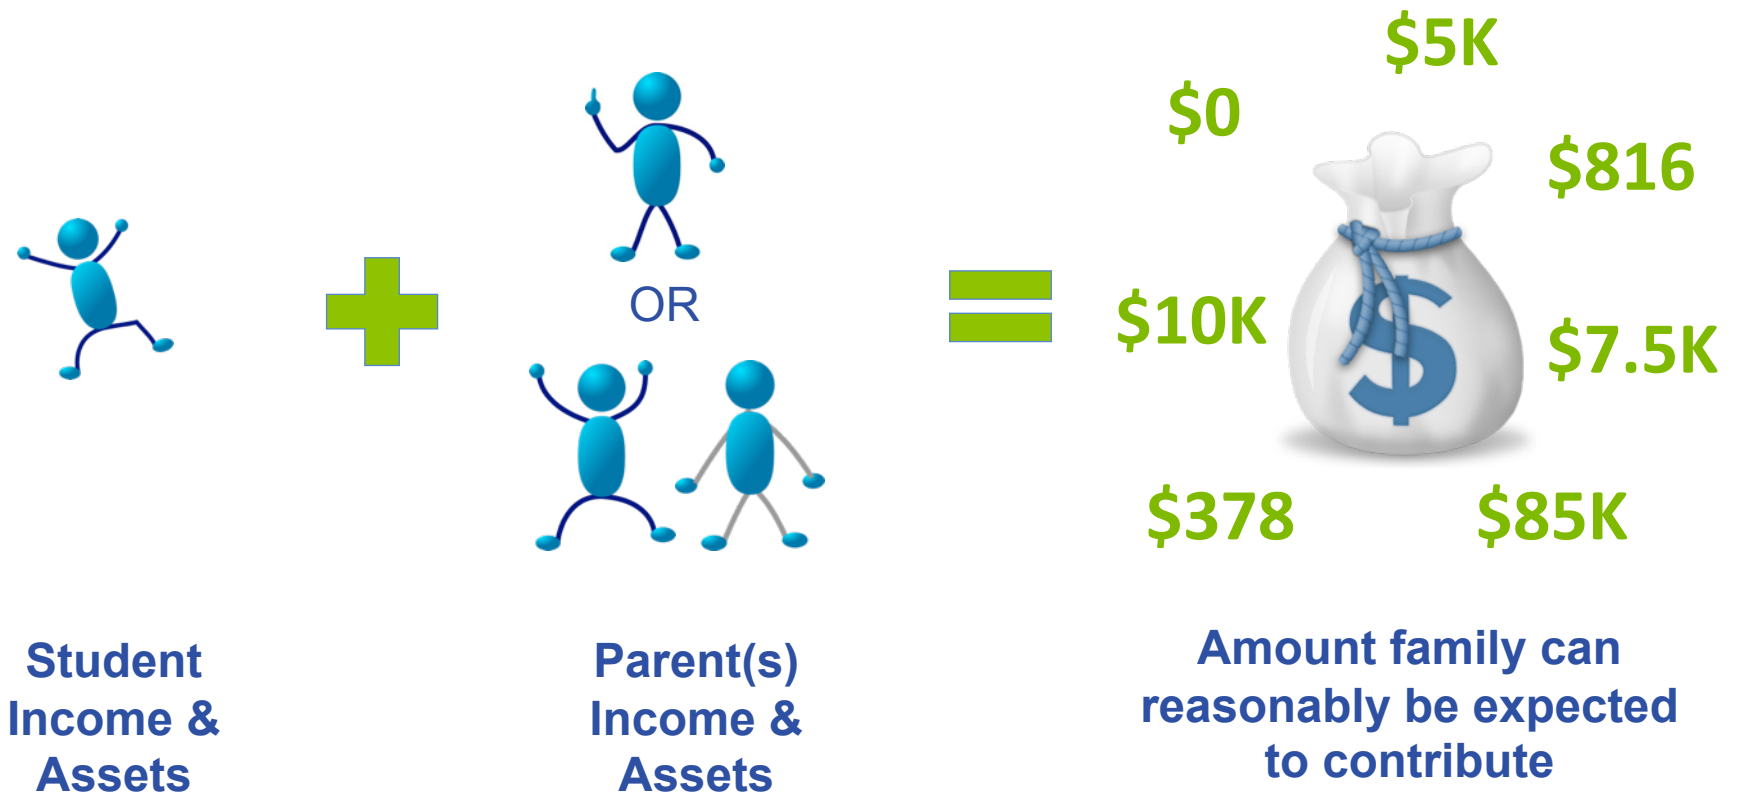 $5K
$0
$816
OR
$10K
$7.5K
$
$378
$85K
Student
Income &
Assets
Parent(s)
Income &
Assets
Amount family can
reasonably be expected
to contribute